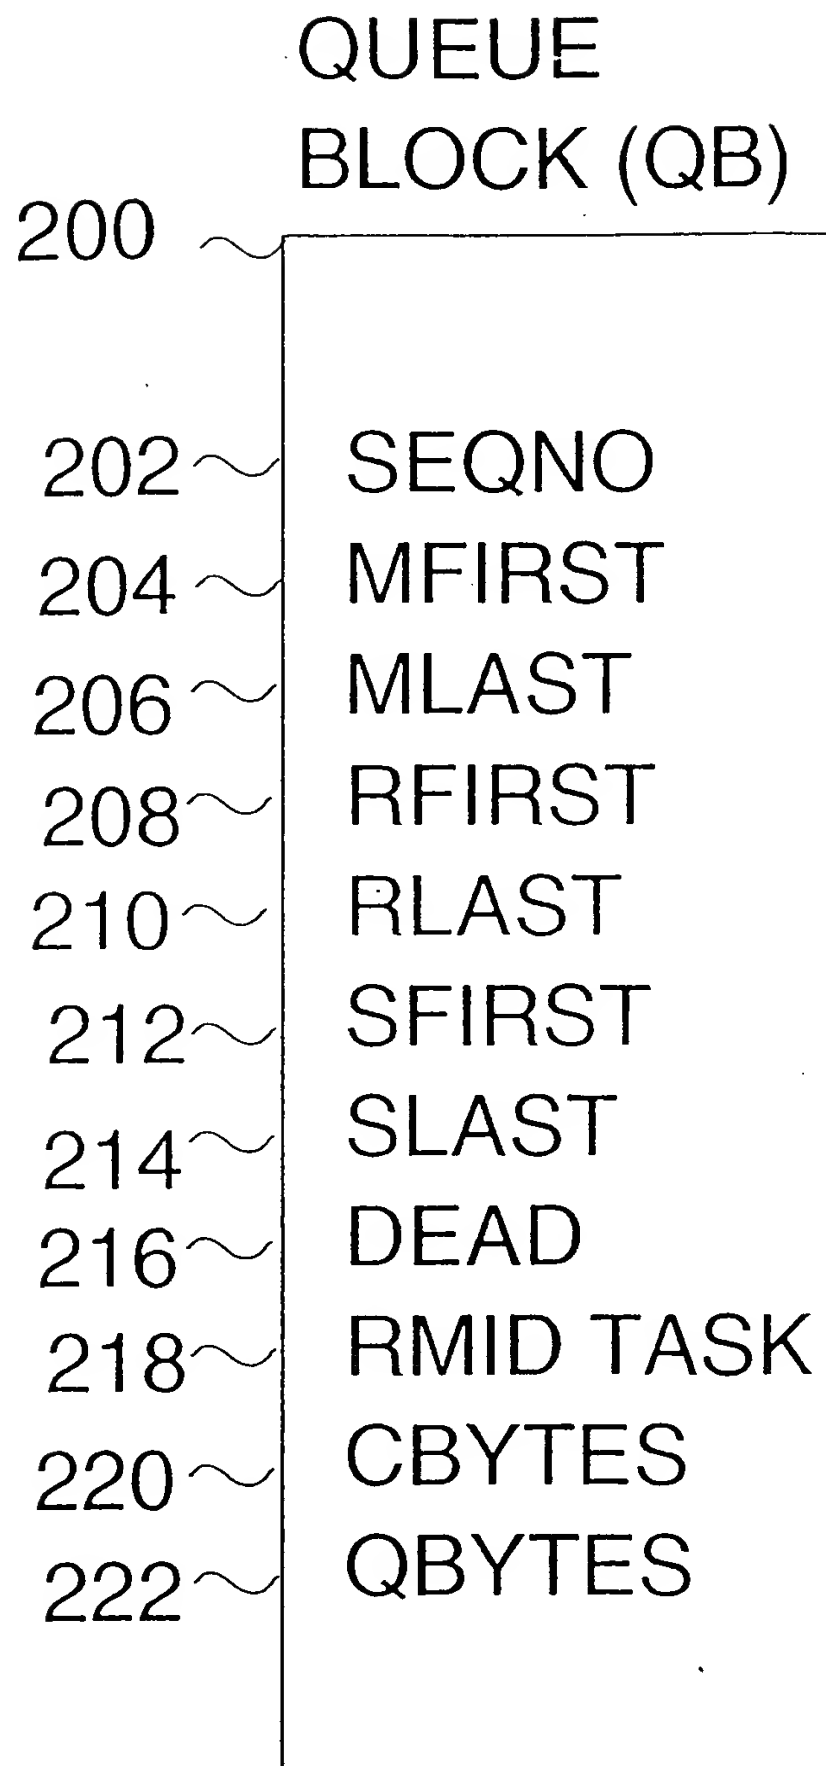 QUEUE
BLOCK (QB)
200
202 SEQNO
204 MFIRST
206 MLAST
208 RFIRST
210 RLAST
212 SFIRST
214 SLAST
216 DEAD
218 RMID TASK
220 CBYTES
222 QBYTES